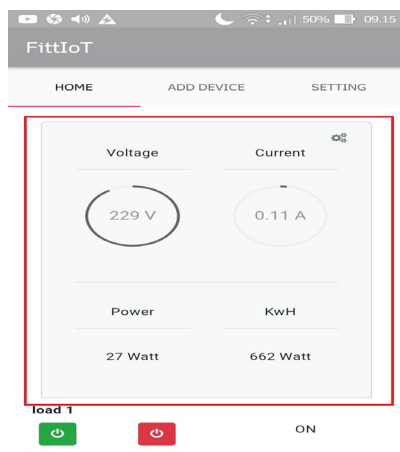 50% 09.15
FittIoT
HOME ADD DEVICE SETTING
Voltage Current
229 V 0.11 A
Power KwH
27 Watt 662 Watt
load 1
ON